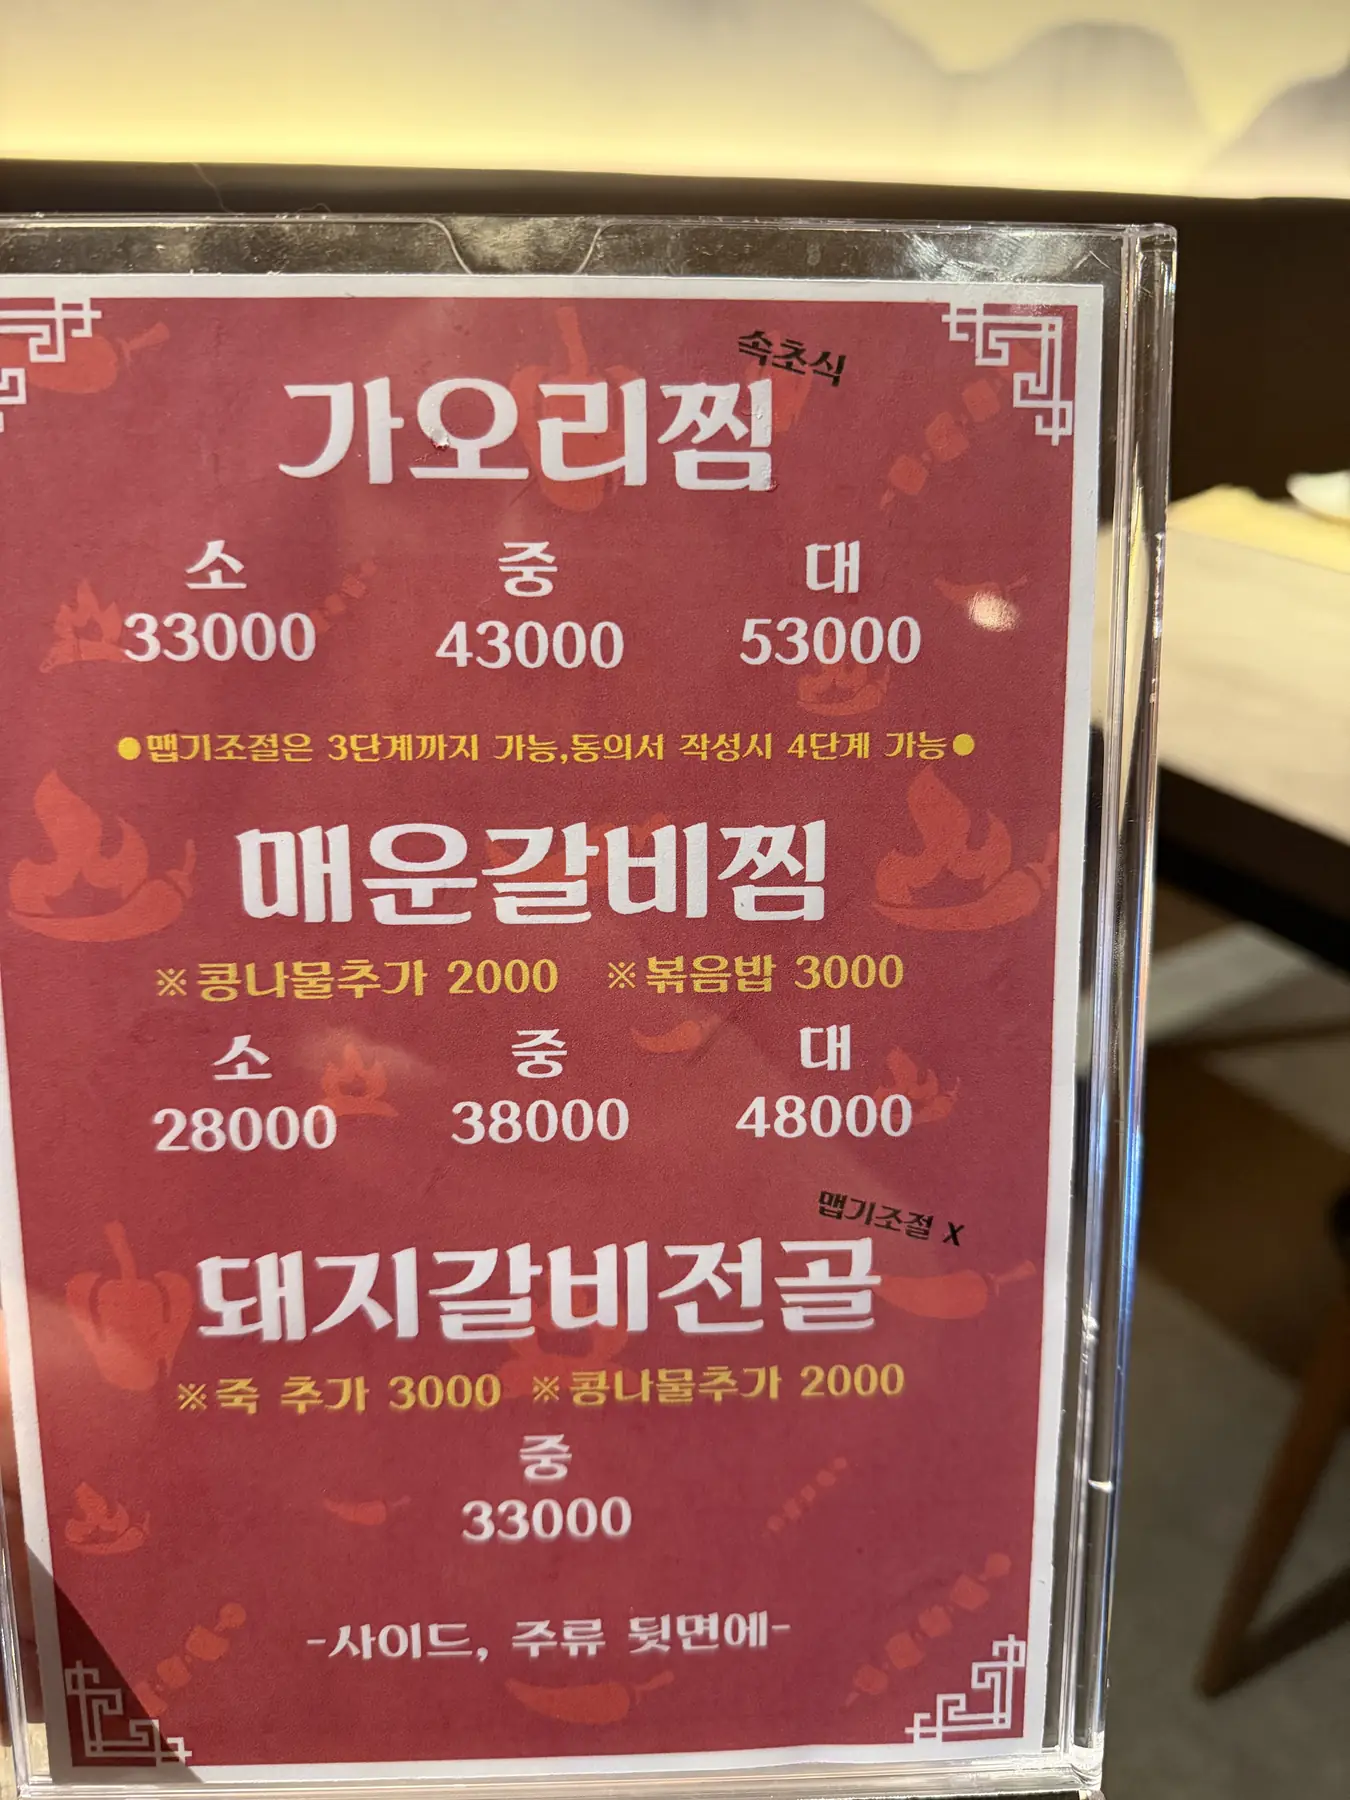 속초식
가오리찜
소 중 대
33000 43000 53000
●맵기조절은 3단계까지 가능,동의서 작성시 4단계 가능●
매운갈비찜
※콩나물추가 2000 ※볶음밥 3000
소 중 대
28000 38000 48000
맵기조절 X
돼지갈비전골
※죽 추가 3000 ※콩나물추가 2000
중
33000
-사이드, 주류 뒷면에-